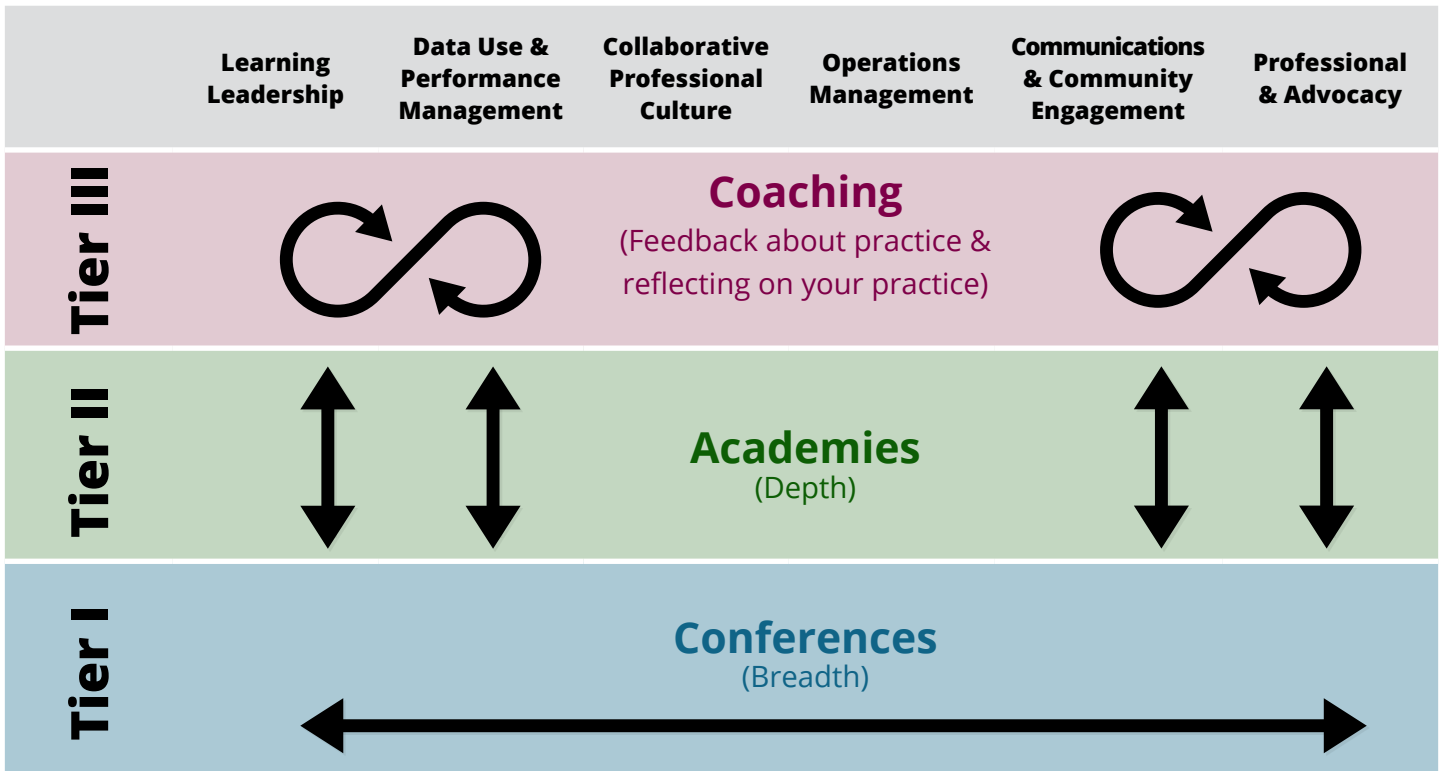 Learning
Leadership
Data Use &
Performance
Management
Collaborative
Professional
Culture
Operations
Management
Communications
& Community
Engagement
Professional
& Advocacy
Tier III
Coaching
(Feedback about practice &
reflecting on your practice)
Tier II
Academies
(Depth)
Tier I
Conferences
(Breadth)